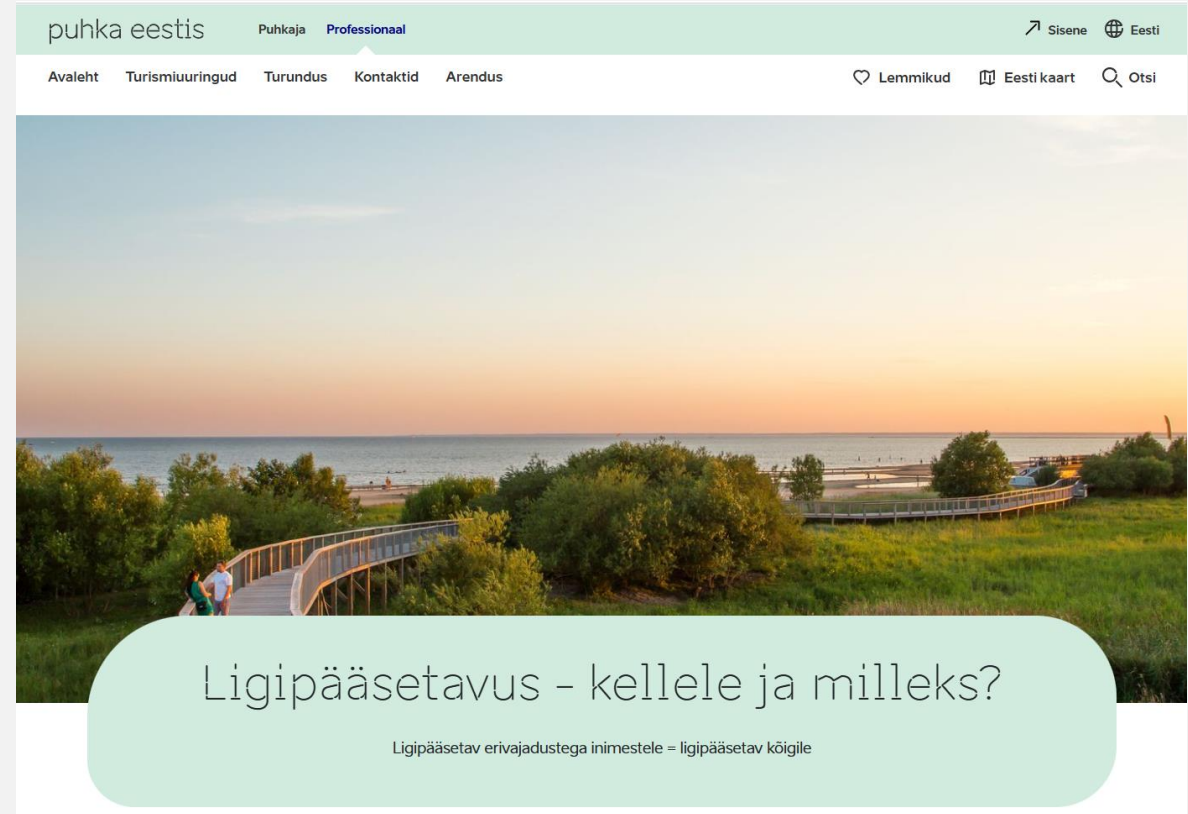 puhka eestis Puhkaja Professionaal Sisene Eesti
Avaleht Turismiuuringud Turundus Kontaktid Arendus Lemmikud Eesti kaart Otsi
Ligipääsetavus – kellele ja milleks?
Ligipääsetav erivajadustega inimestele = ligipääsetav kõigile